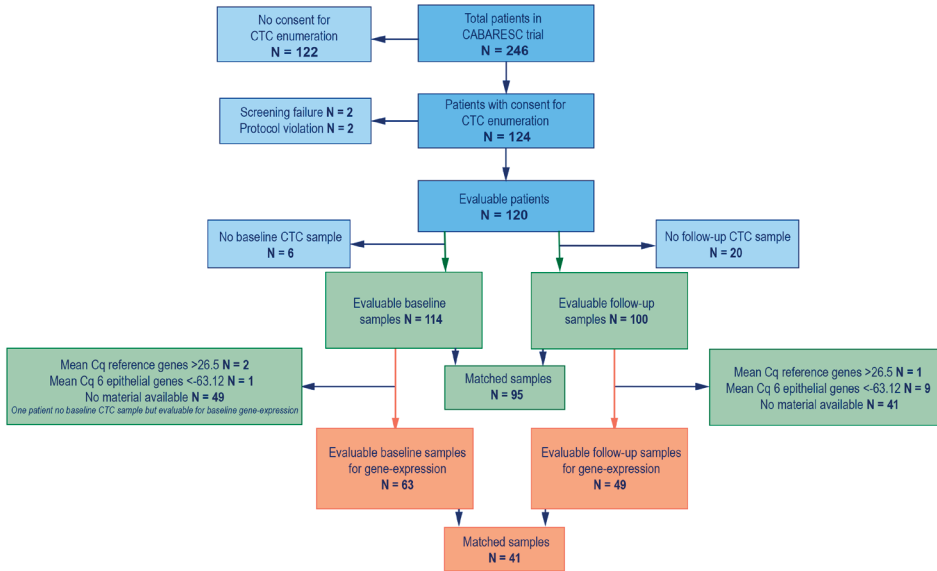 No consent for
CTC enumeration
N = 122
Total patients in
CABARESC trial
N = 246
Screening failure N = 2
Protocol violation N = 2
Patients with consent for
CTC enumeration
N = 124
Evaluable patients
N = 120
No baseline CTC sample
N = 6
No follow-up CTC sample
N = 20
Evaluable baseline
samples N = 114
Evaluable follow-up
samples N = 100
Mean Cq reference genes >26.5 N = 2
Mean Cq 6 epithelial genes <-63.12 N = 1
No material available N = 49
One patient no baseline CTC sample but evaluable for baseline gene-expression
Matched samples
N = 95
Mean Cq reference genes >26.5 N = 1
Mean Cq 6 epithelial genes <-63.12 N = 9
No material available N = 41
Evaluable baseline samples
for gene-expression
N = 63
Evaluable follow-up samples
for gene-expression
N = 49
Matched samples
N = 41